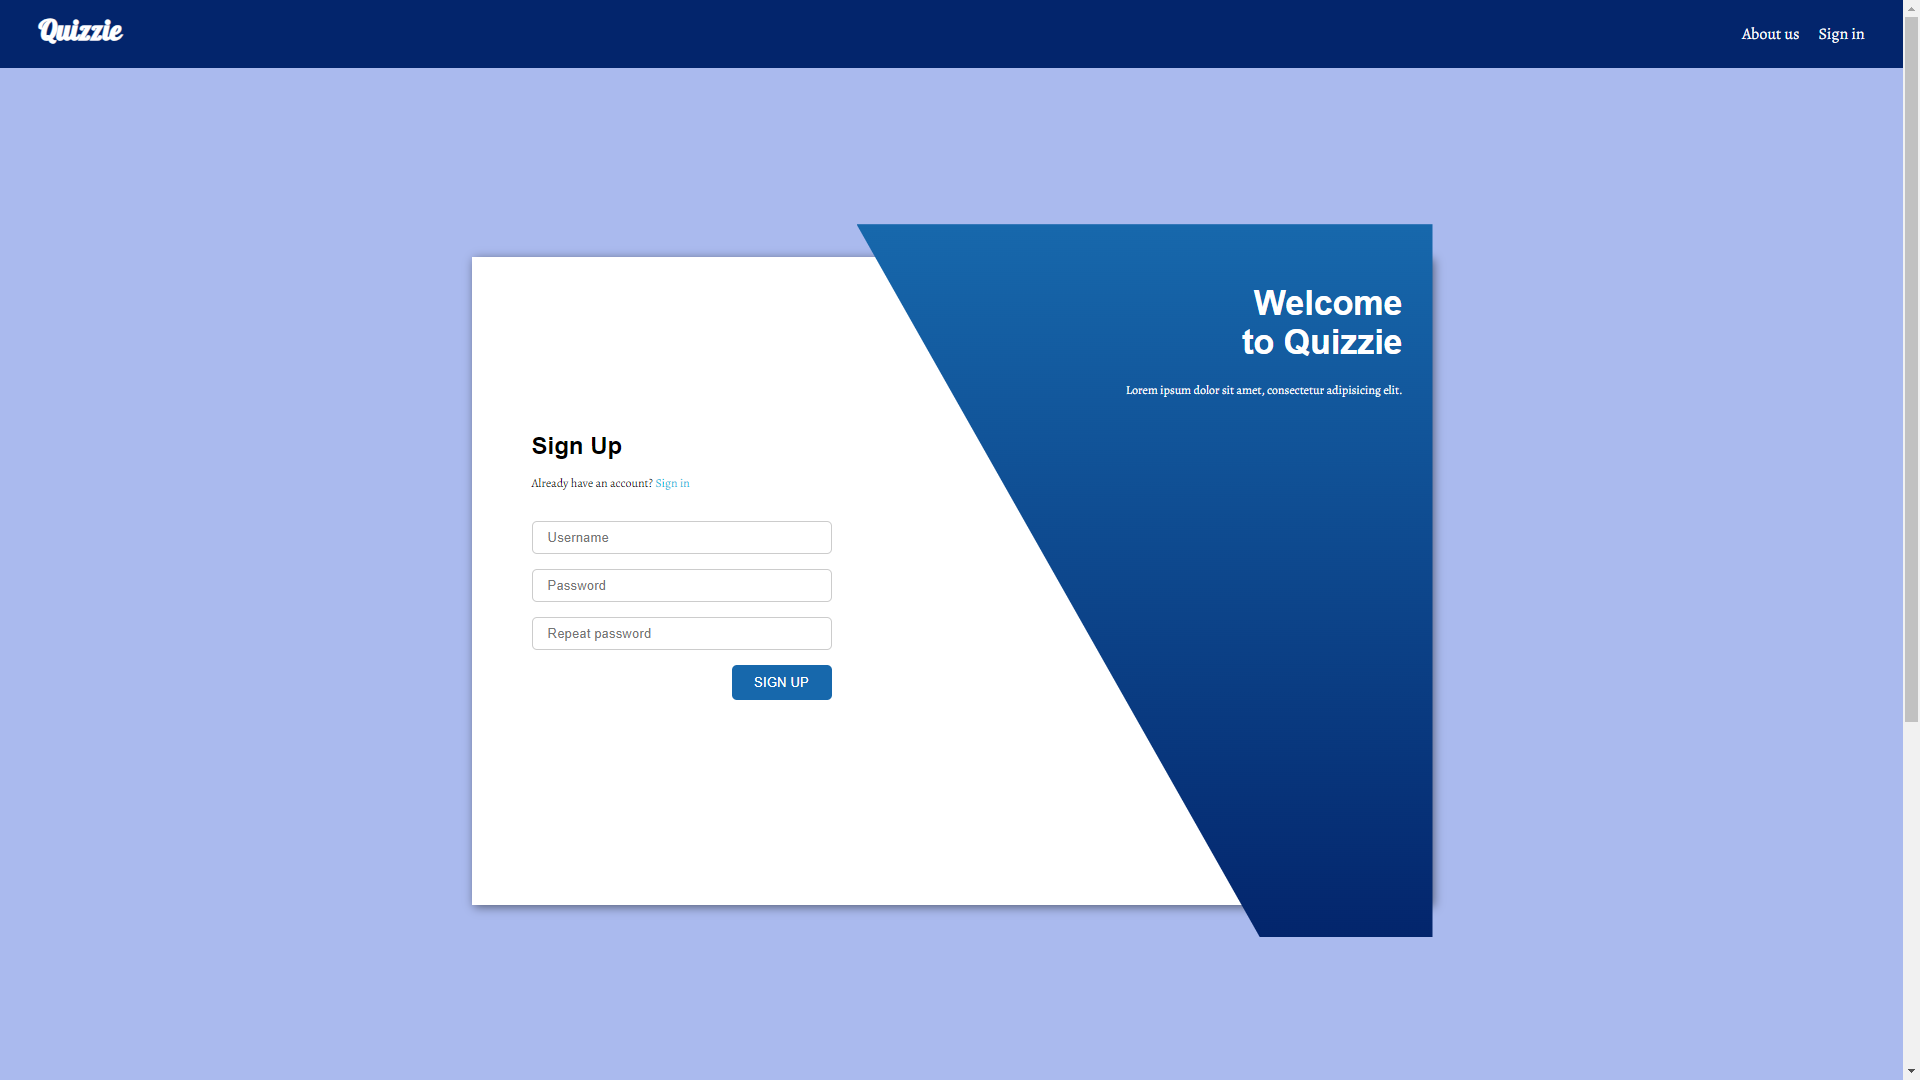 Quizzie
About us
Sign in
Welcome
to Quizzie
Lorem ipsum dolor sit amet, consectetur adipisicing elit.
Sign Up
Already have an account? Sign in
Username
Password
Repeat password
SIGN UP